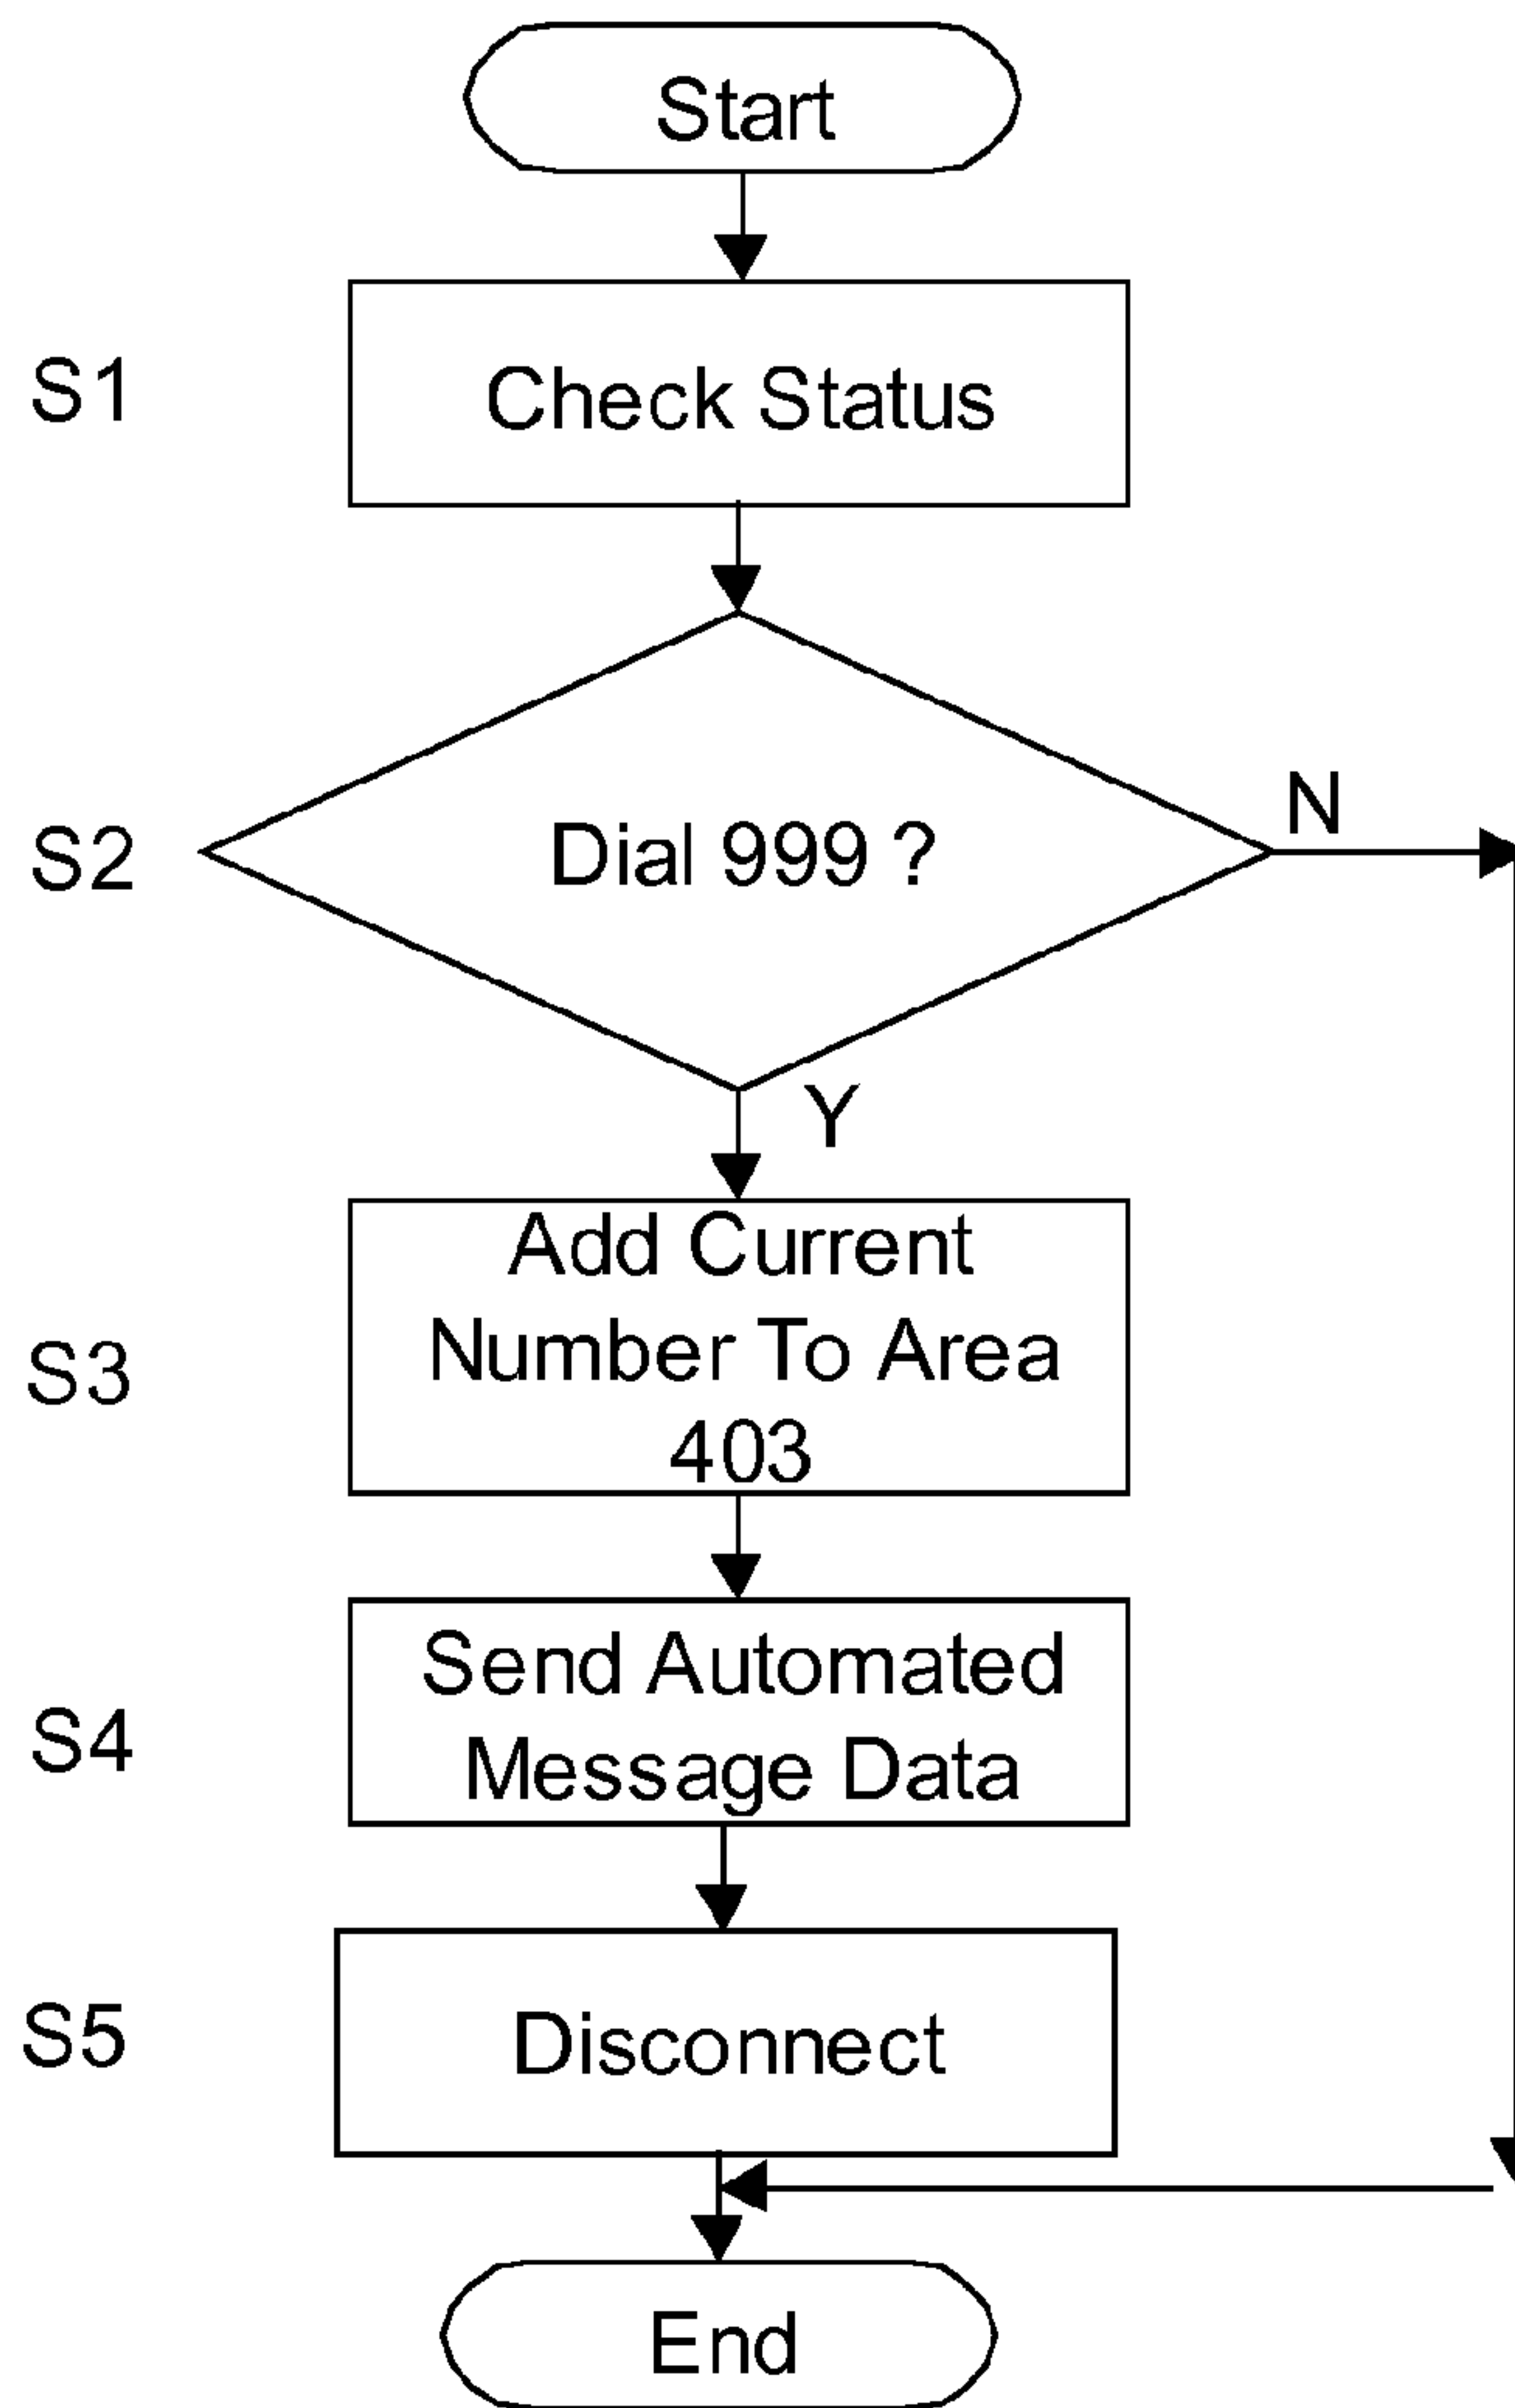 Start
S1
Check Status
S2
Dial 999 ?
N
Y
S3
Add Current
Number To Area
403
S4
Send Automated
Message Data
S5
Disconnect
End